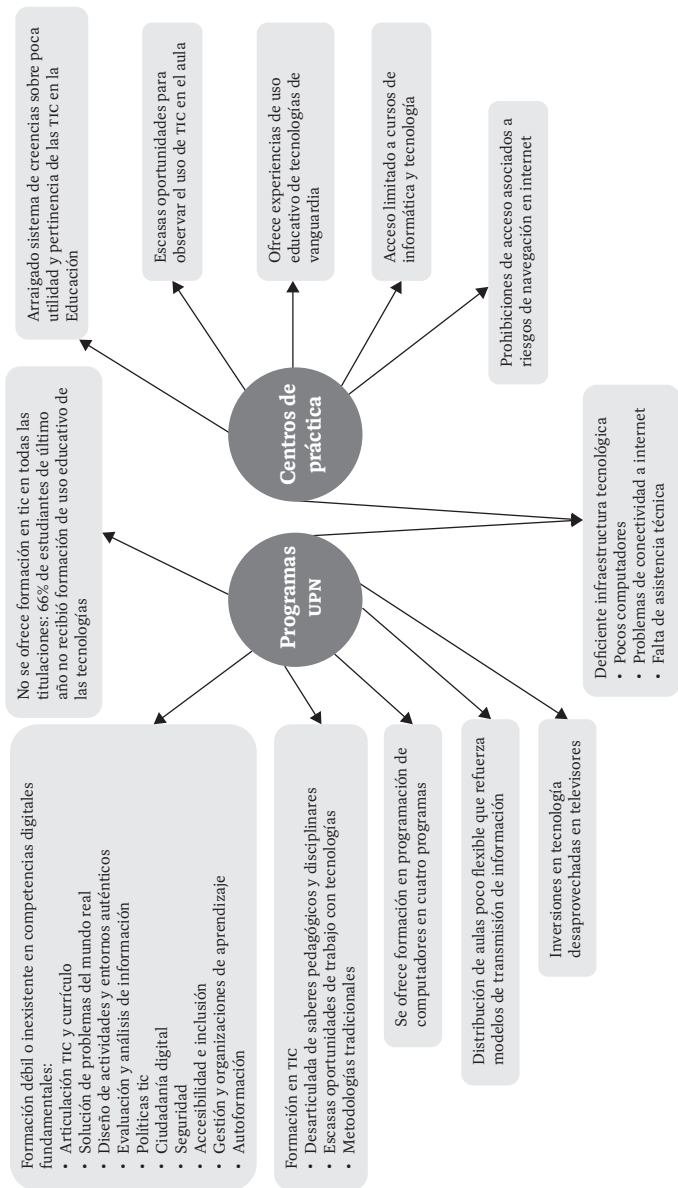 Formación débil o inexistente en competencias digitales
fundamentales:
• Articulación TIC y currículo
• Solución de problemas del mundo real
• Diseño de actividades y entornos auténticos
• Evaluación y análisis de información
• Políticas tic
• Ciudadanía digital
• Seguridad
• Accesibilidad e inclusión
• Gestión y organizaciones de aprendizaje
• Autoformación
Formación en TIC
• Desarticulada de saberes pedagógicos y disciplinares
• Escasas oportunidades de trabajo con tecnologías
• Metodologías tradicionales
Se ofrece formación en programación de
computadores en cuatro programas
Distribución de aulas poco flexible que refuerza
modelos de transmisión de información
Inversiones en tecnología
desaprovechadas en televisores
No se ofrece formación en tic en todas las
titulaciones: 66% de estudiantes de último
año no recibió formación de uso educativo de
las tecnologías
Programas
UPN
Centros de
práctica
Deficiente infraestructura tecnológica
• Pocos computadores
• Problemas de conectividad a internet
• Falta de asistencia técnica
Arraigado sistema de creencias sobre poca
utilidad y pertinencia de las TIC en la
Educación
Escasas oportunidades para
observar el uso de TIC en el aula
Ofrece experiencias de uso
educativo de tecnologías de
vanguardia
Acceso limitado a cursos de
informática y tecnología
Prohibiciones de acceso asociados a
riesgos de navegación en internet